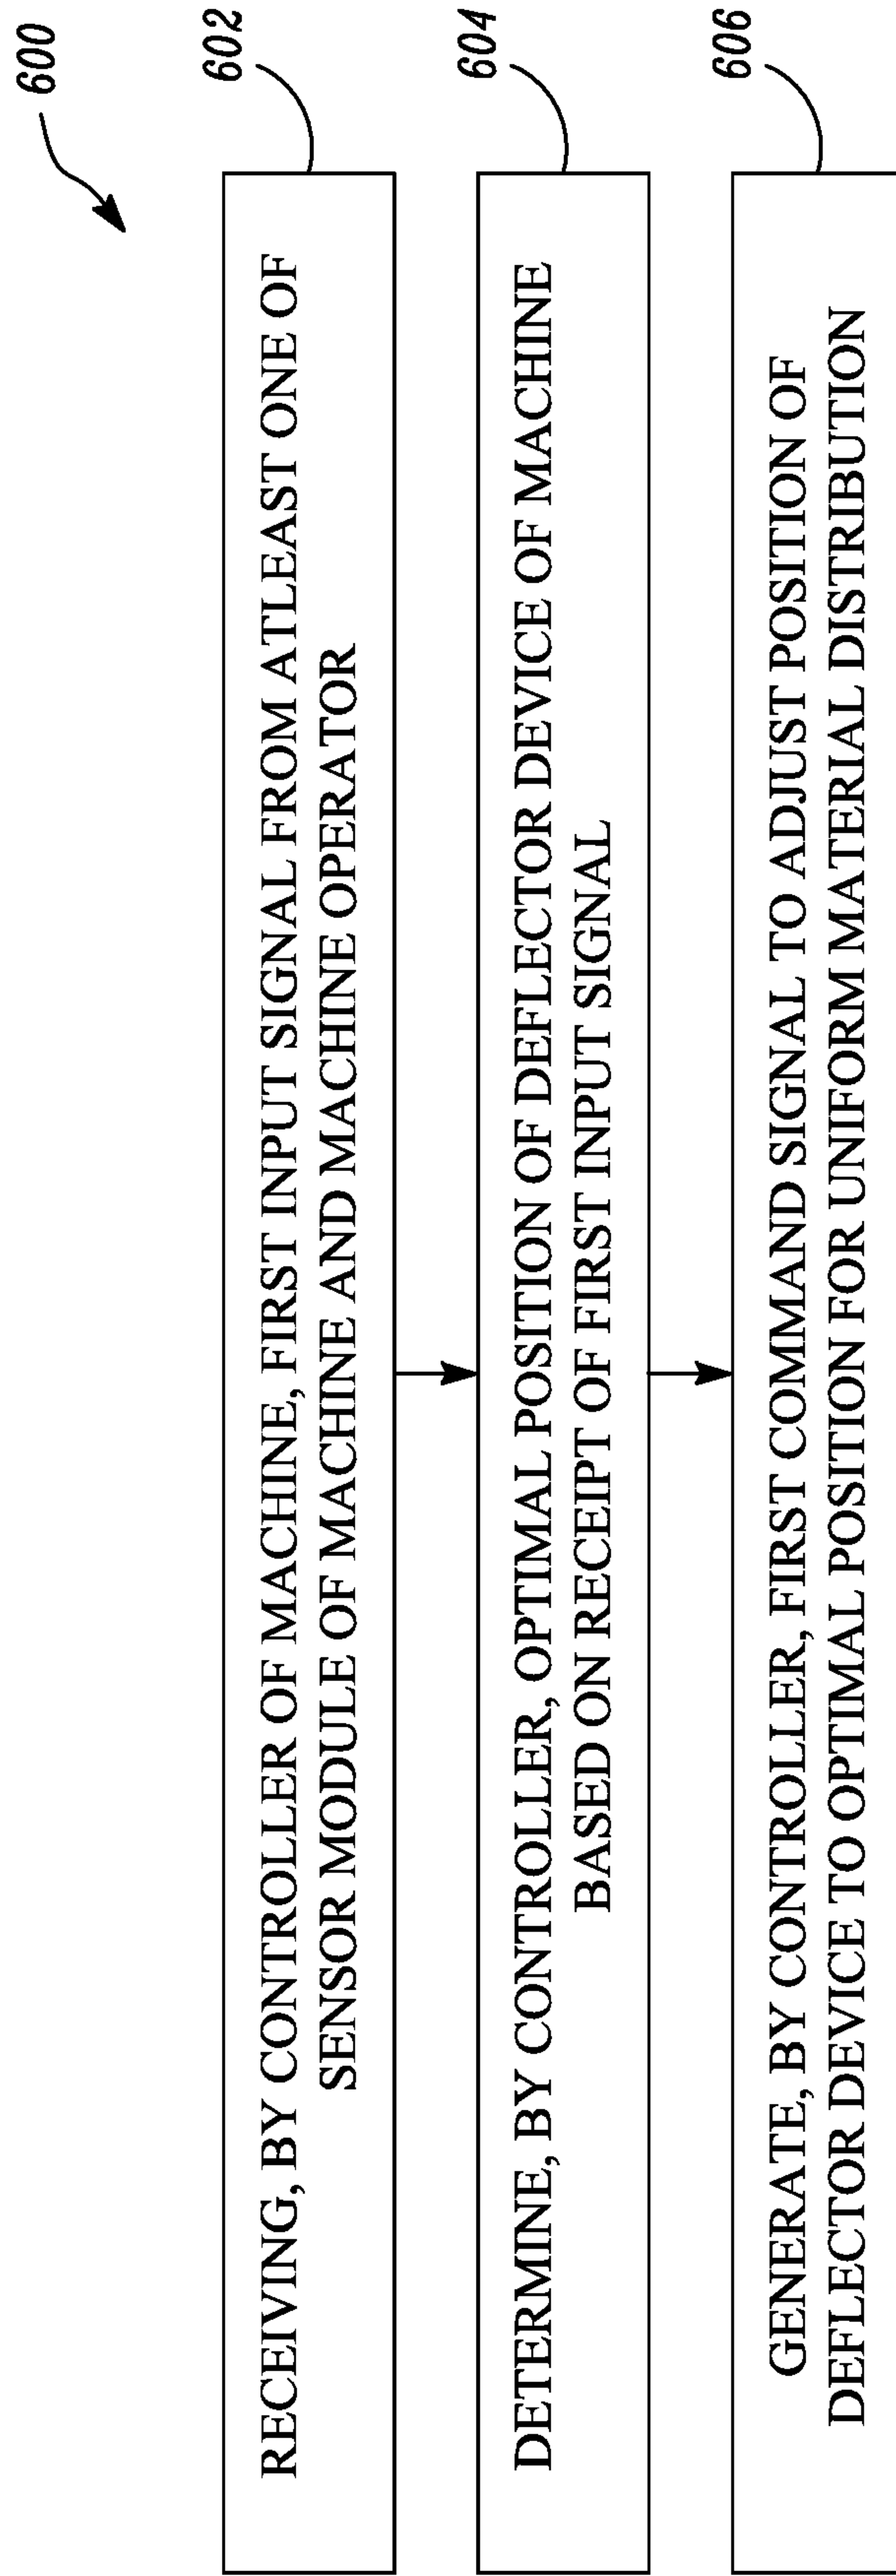 600
602
RECEIVING, BY CONTROLLER OF MACHINE, FIRST INPUT SIGNAL FROM ATLEAST ONE OF
SENSOR MODULE OF MACHINE AND MACHINE OPERATOR
604
DETERMINE, BY CONTROLLER, OPTIMAL POSITION OF DEFLECTOR DEVICE OF MACHINE
BASED ON RECEIPT OF FIRST INPUT SIGNAL
606
GENERATE, BY CONTROLLER, FIRST COMMAND SIGNAL TO ADJUST POSITION OF
DEFLECTOR DEVICE TO OPTIMAL POSITION FOR UNIFORM MATERIAL DISTRIBUTION